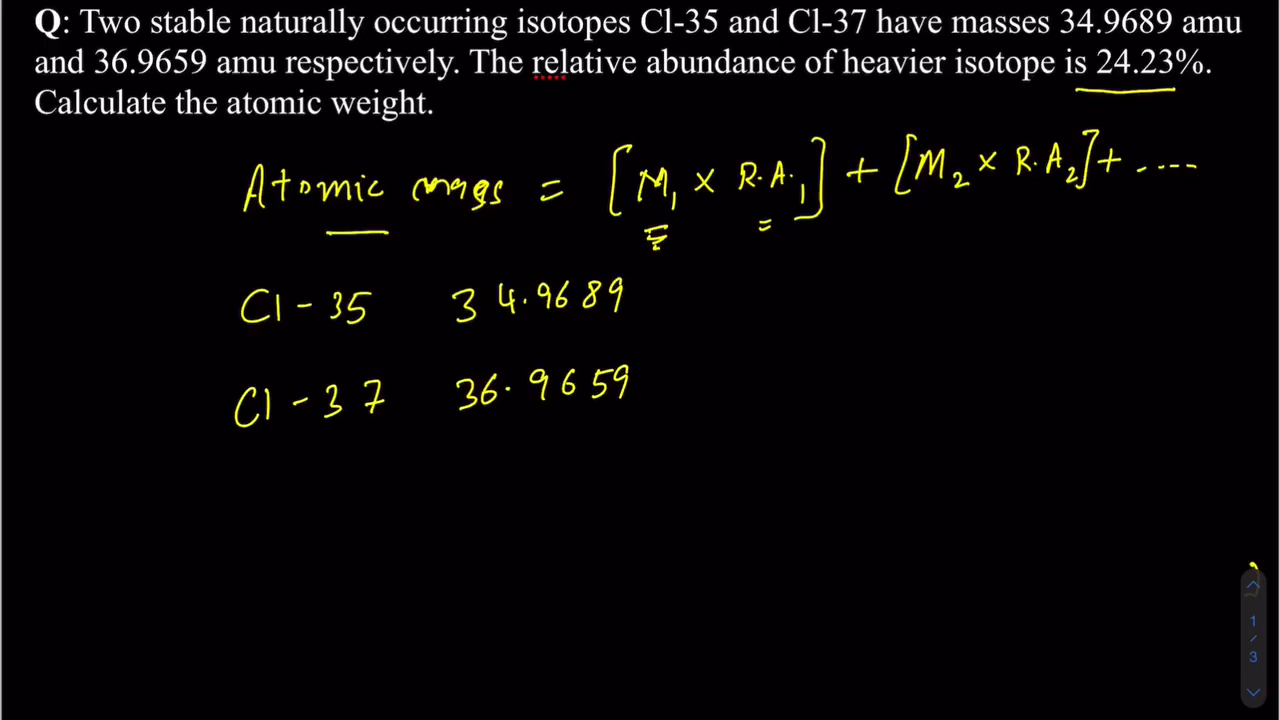 Q: Two stable naturally occurring isotopes Cl-35 and Cl-37 have masses 34.9689 amu
and 36.9659 amu respectively. The relative abundance of heavier isotope is 24.23%.
Calculate the atomic weight.
Atomic mass = [M₁ × R.A.₁] + [M₂ × R.A₂] + ....
Cl - 35 34.9689
Cl - 37 36.9659
1
/
3